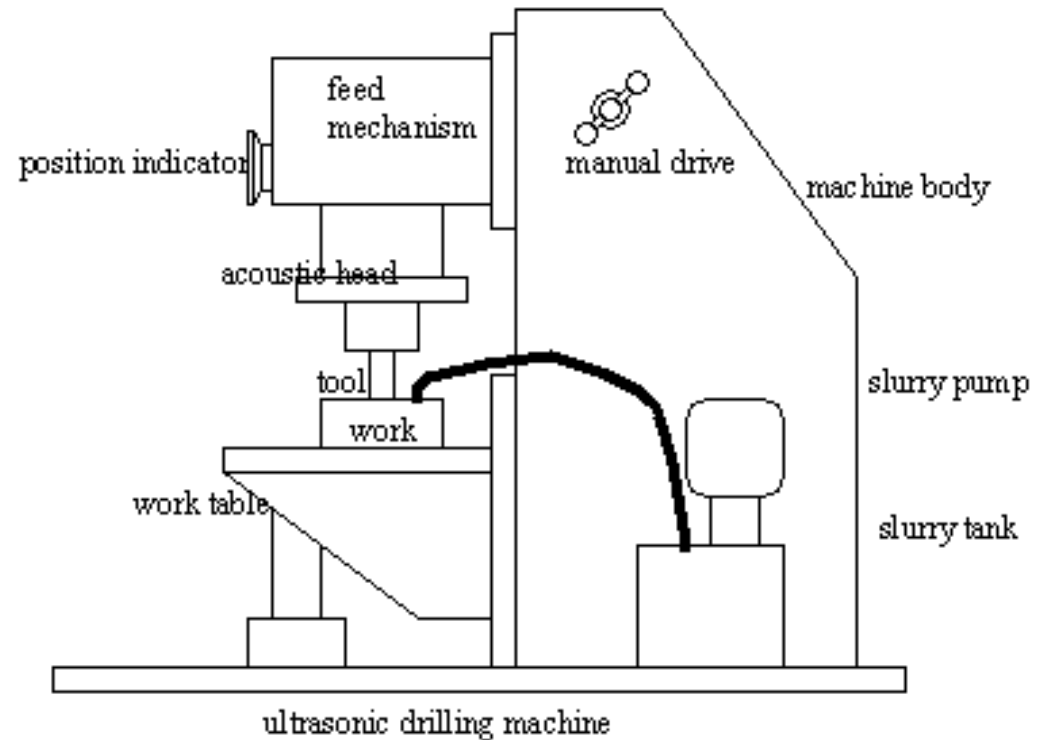 feed
mechanism
position indicator
manual drive
machine body
acoustic head
tool
slurry pump
work
work table
slurry tank
ultrasonic drilling machine